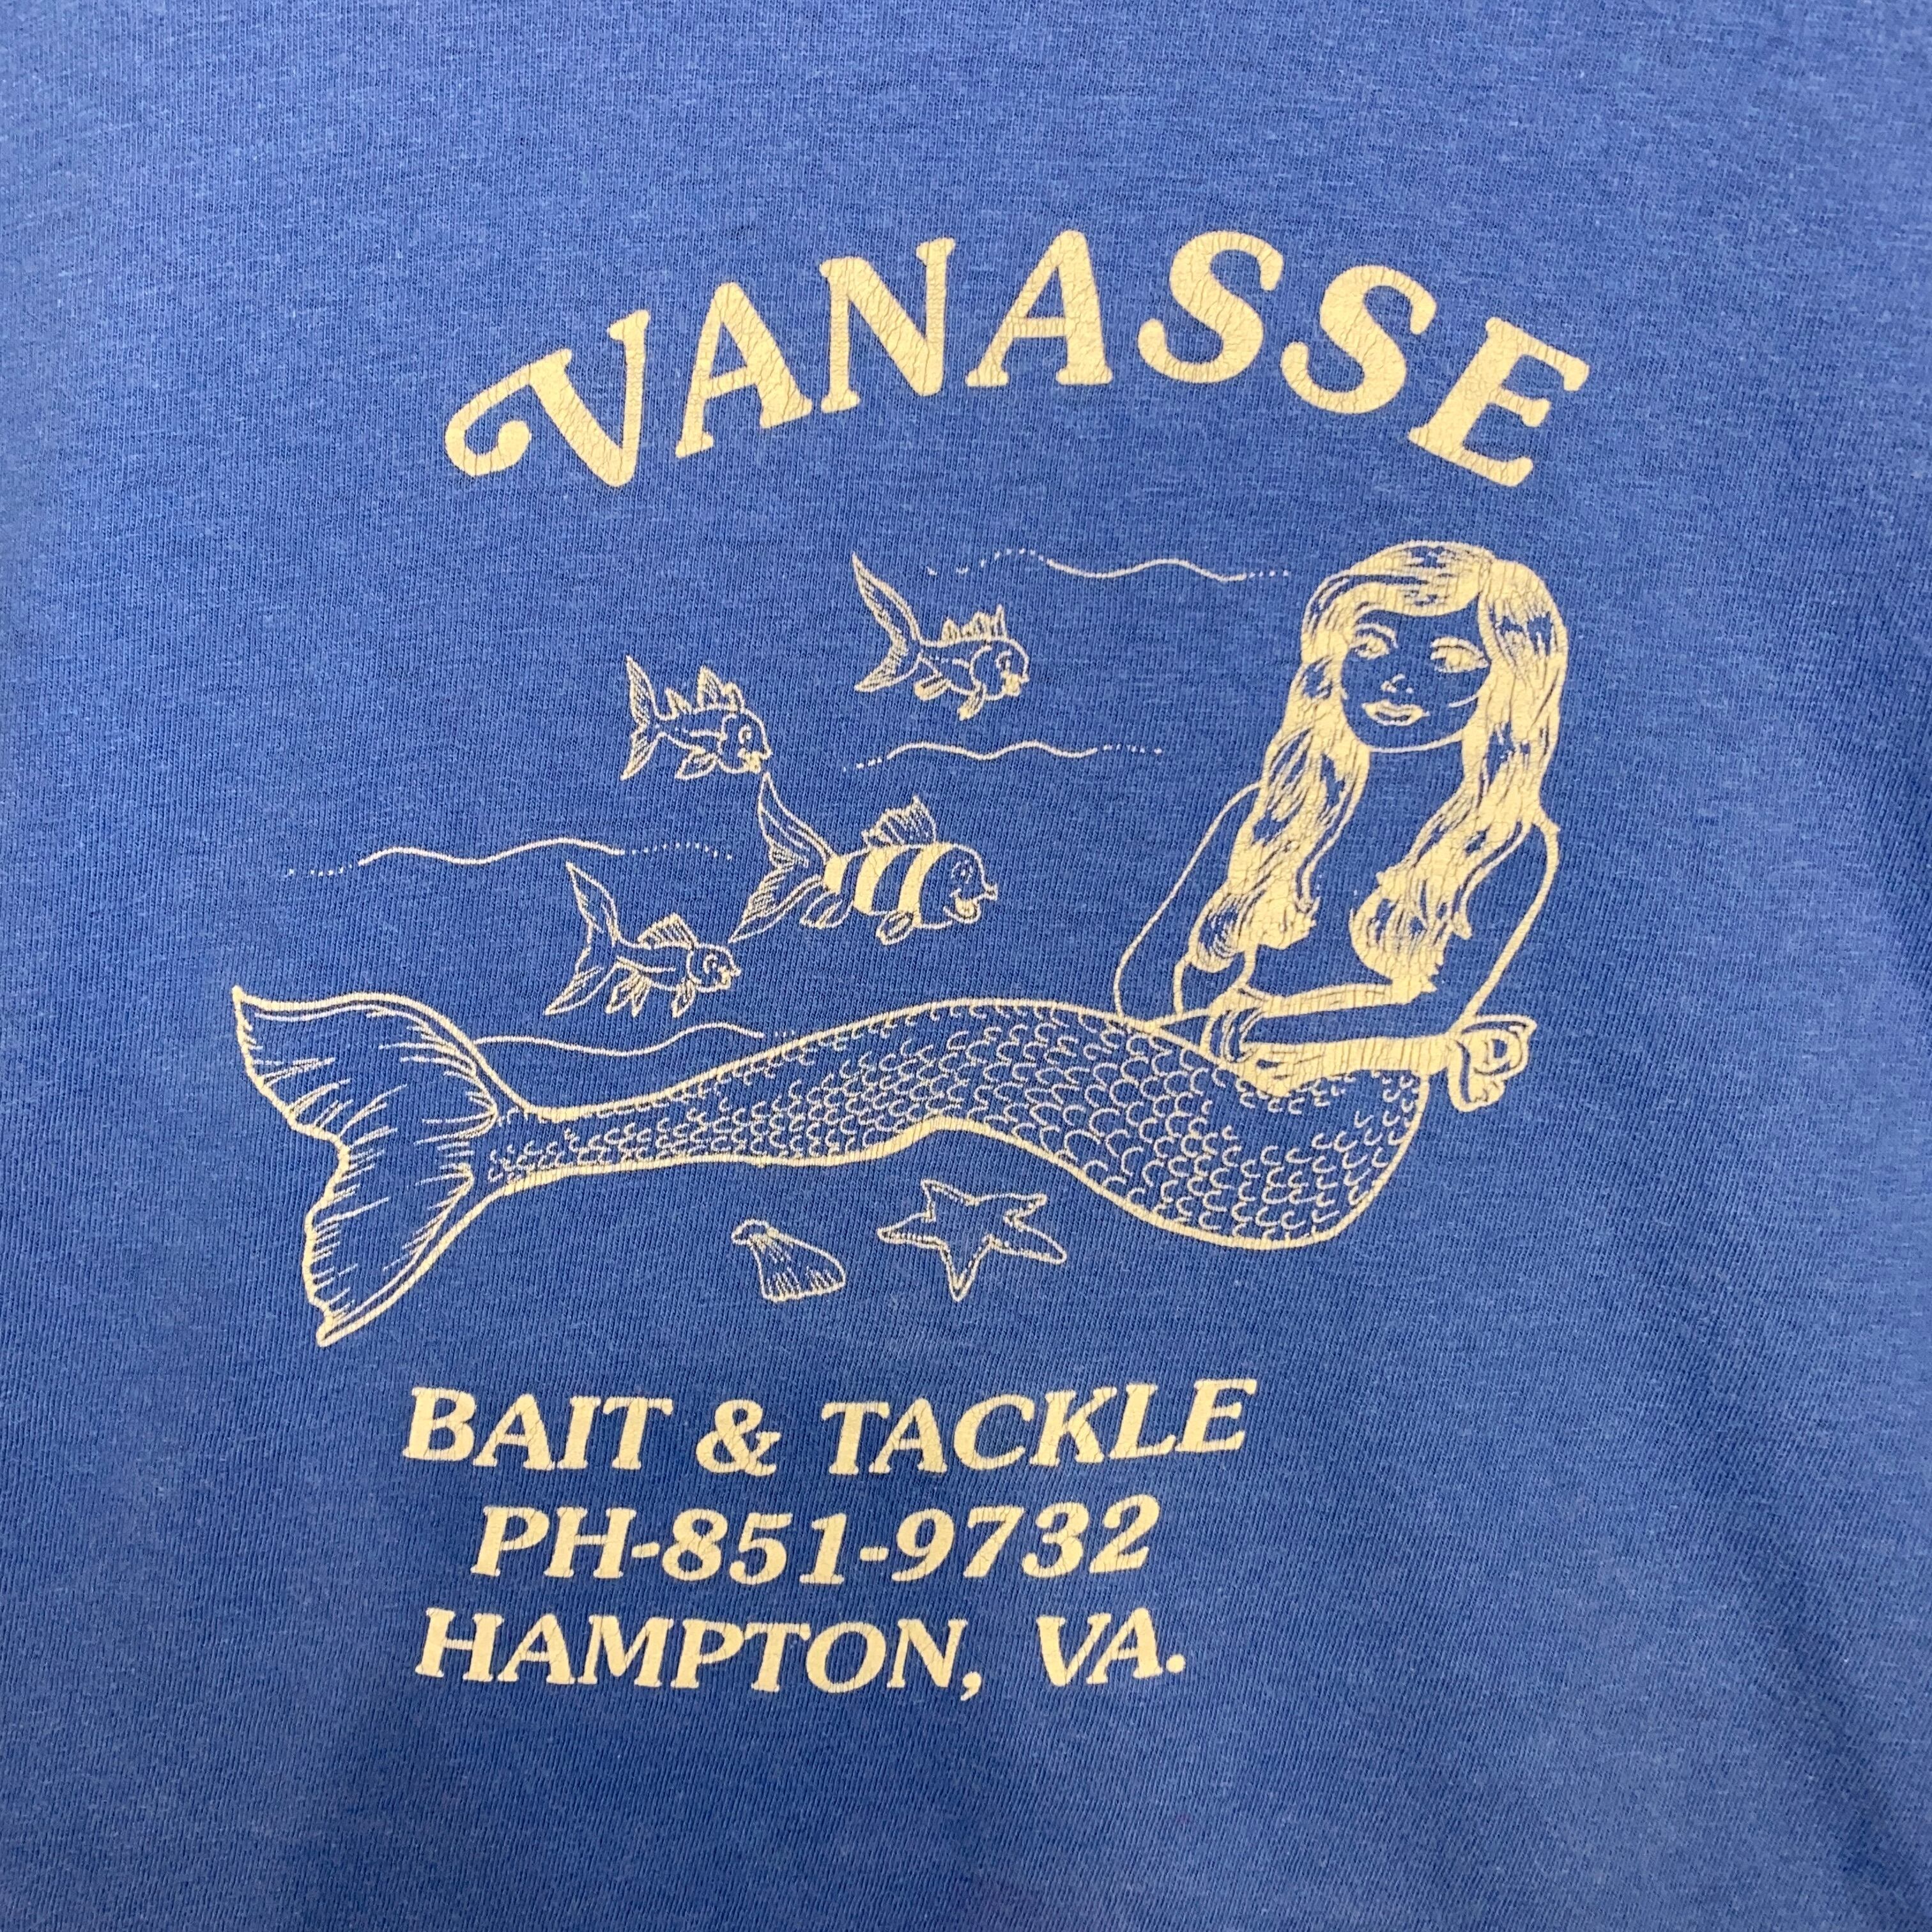 VANASSE
BAIT & TACKLE
PH-851-9732
HAMPTON, VA.